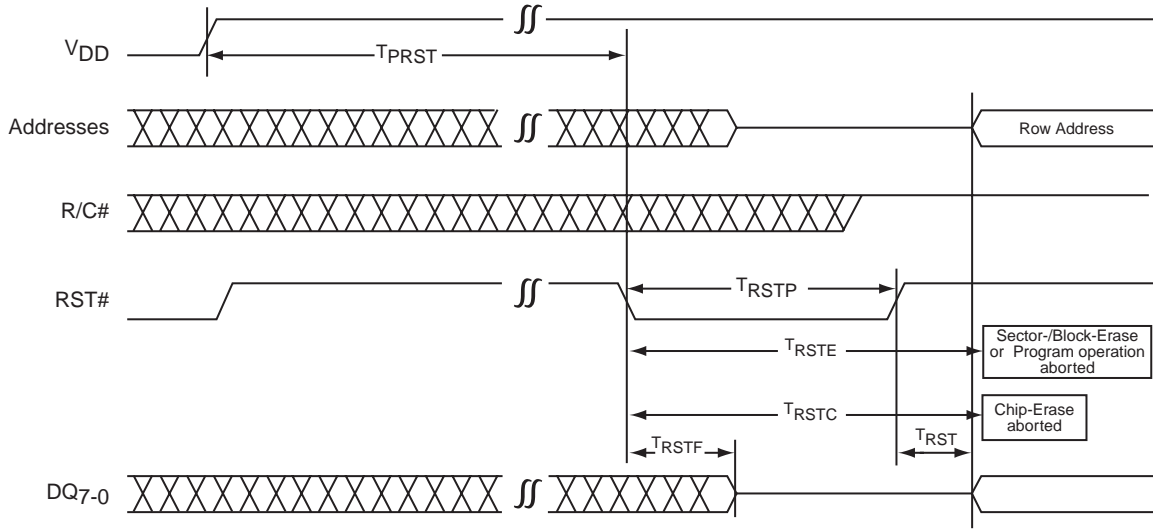 VDD
TPRST
Addresses
Row Address
R/C#
RST#
TRSTP
TRSTE
Sector-/Block-Erase
or Program operation
aborted
TRSTC
Chip-Erase
aborted
TRSTF
TRST
DQ7-0